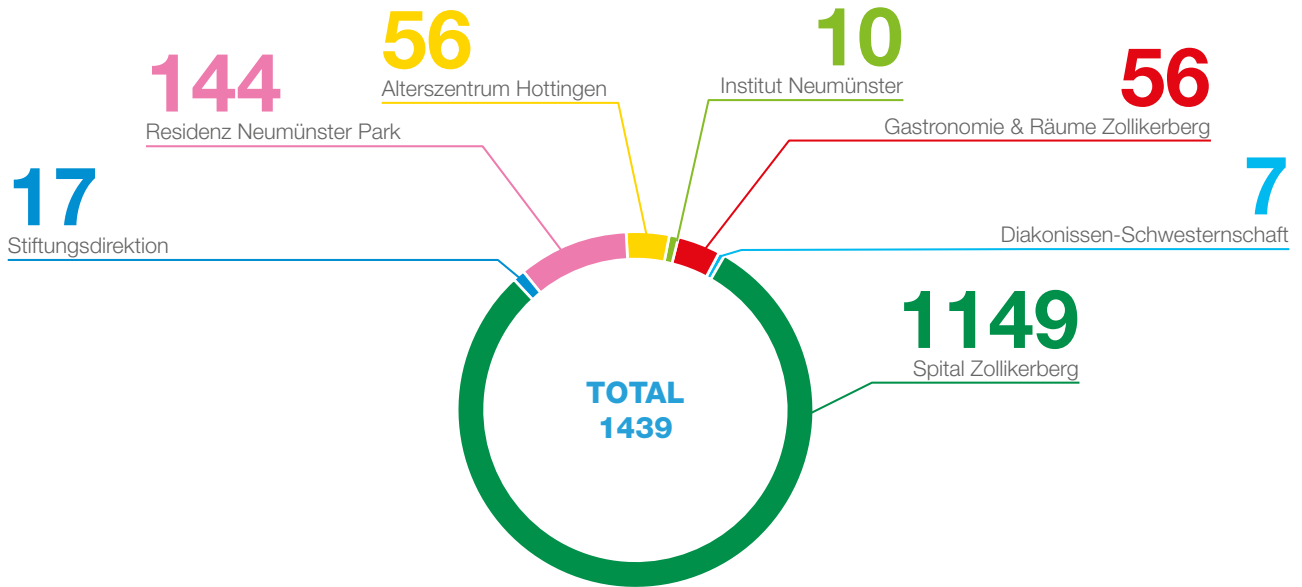 56
Alterszentrum Hottingen
10
Institut Neumünster
144
Residenz Neumünster Park
56
Gastronomie & Räume Zollikerberg
17
Stiftungsdirektion
7
Diakonissen-Schwesternschaft
1149
Spital Zollikerberg
TOTAL
1439